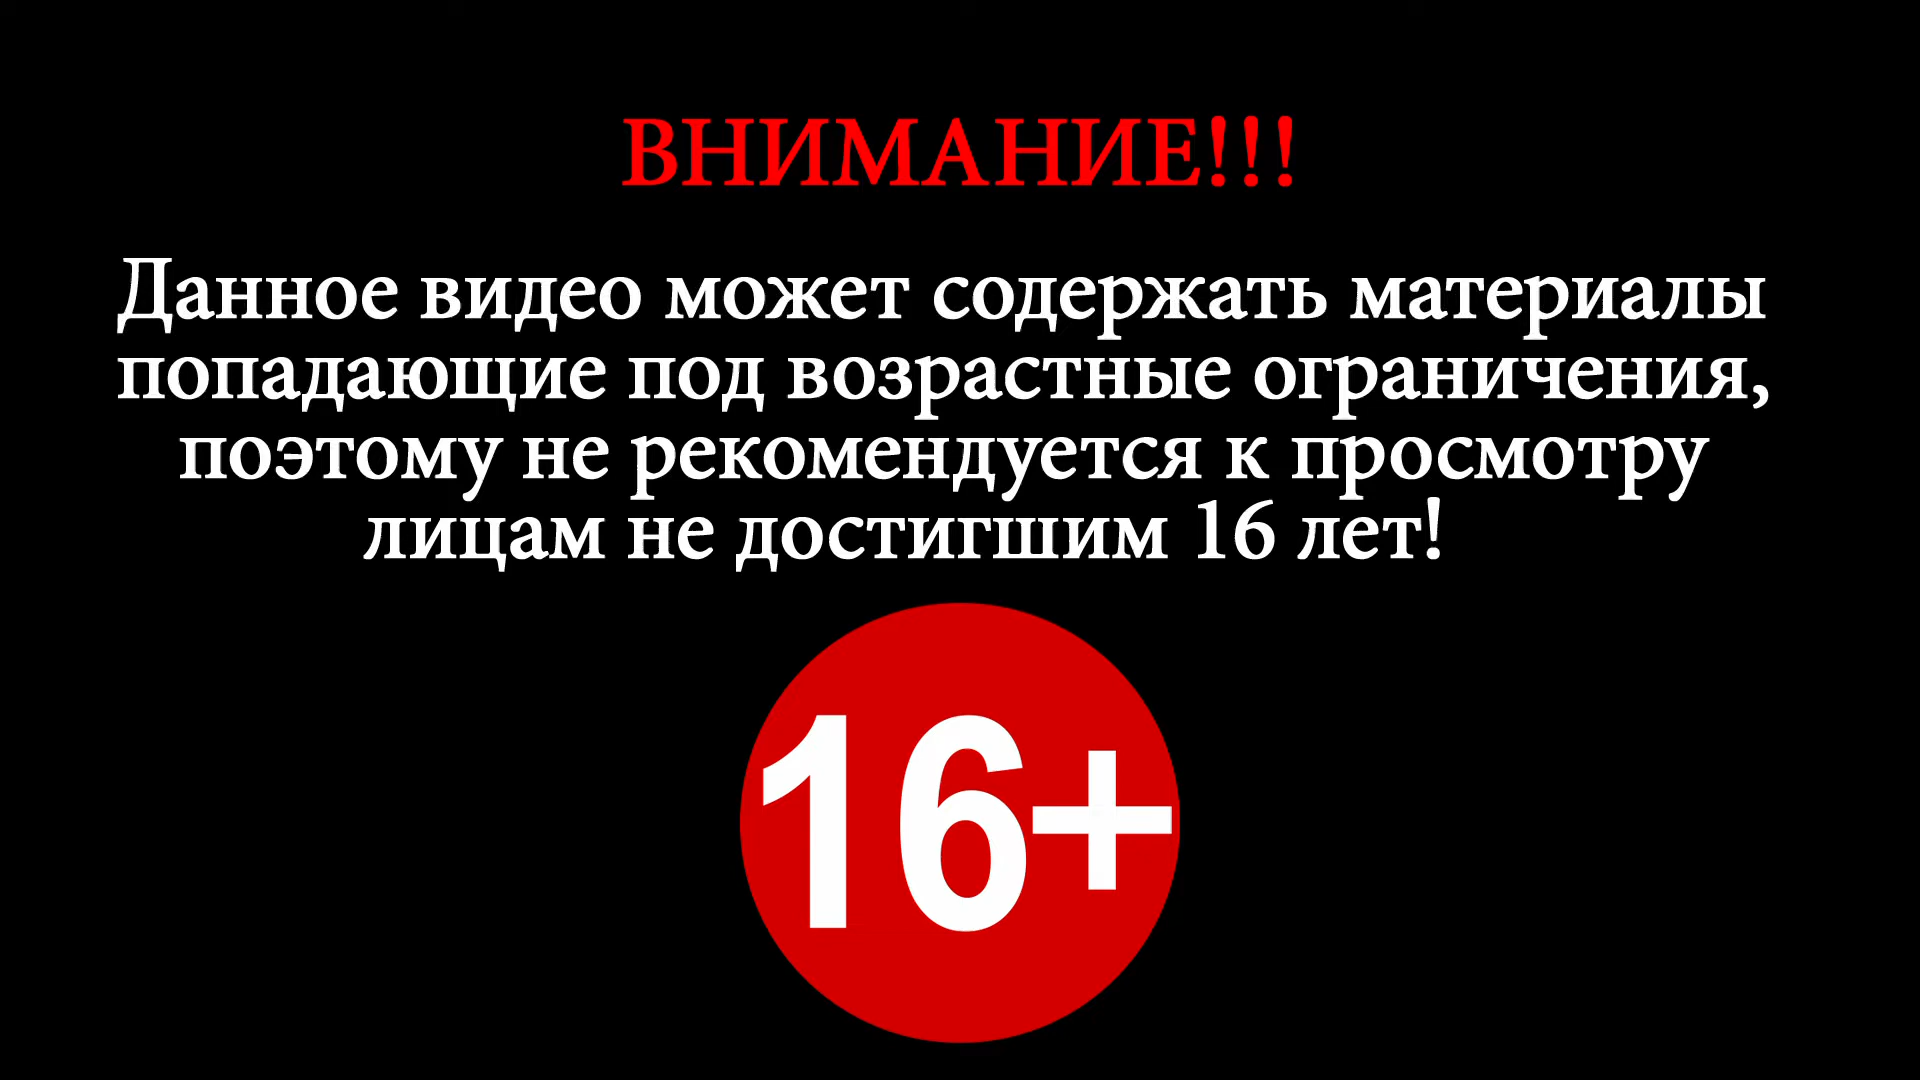 ВНИМАНИЕ!!!
Данное видео может содержать материалы
попадающие под возрастные ограничения,
поэтому не рекомендуется к просмотру
лицам не достигшим 16 лет!
16+